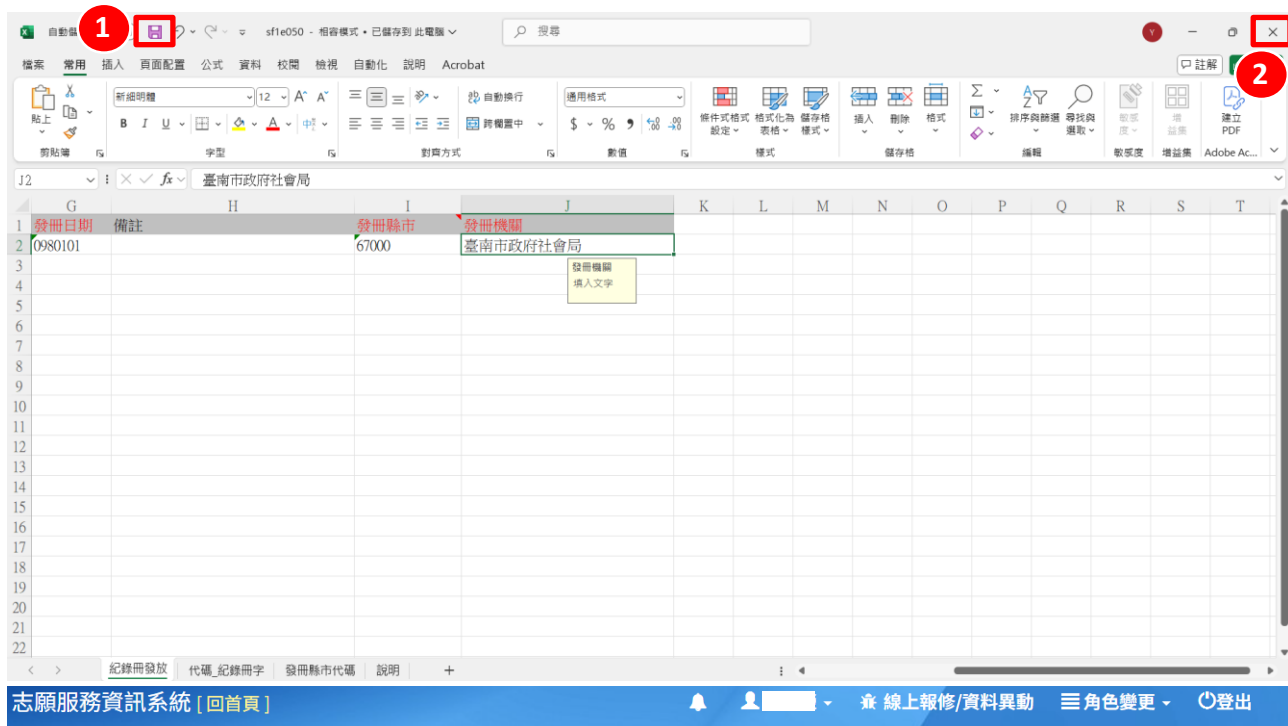 1
自動儲
sf1e050 - 相容模式 • 已儲存到 此電腦
搜尋
Y
檔案 常用 插入 頁面配置 公式 資料 校閱 檢視 自動化 說明 Acrobat
註解
2
貼上
新細明體 12 A^ A˅
B I U A 中
自動換行
跨欄置中
通用格式
$ % 9
條件式格式設定
格式化為表格
儲存格樣式
插入 刪除 格式
Σ
排序與篩選 尋找與選取
敏感度
增益集
建立 PDF
剪貼簿 字型 對齊方式 數值 樣式 儲存格 編輯 敏感度 增益集 Adobe Ac...
J2 fx 臺南市政府社會局
G H I J K L M N O P Q R S T
1 發冊日期 備註 發冊縣市 發冊機關
2 0980101 67000 臺南市政府社會局
3
發冊機關
4
填入文字
5
6
7
8
9
10
11
12
13
14
15
16
17
18
19
20
21
22
紀錄冊發放 代碼_紀錄冊字 發冊縣市代碼 說明 +
志願服務資訊系統 [ 回首頁 ] 線上報修/資料異動 角色變更 登出